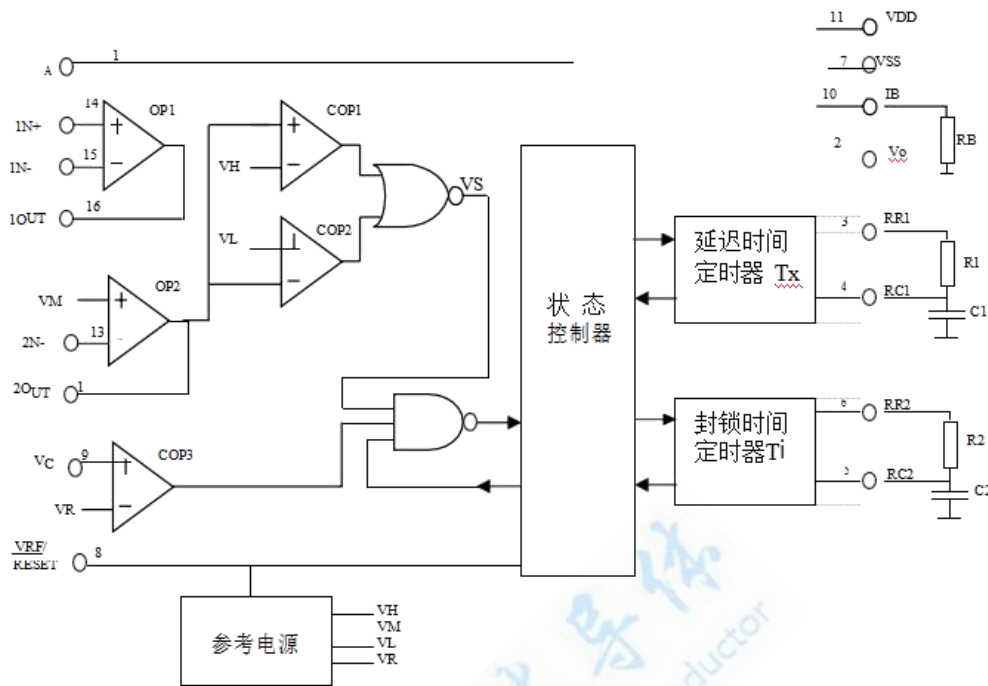 11 VDD
A 1
7 VSS
14 OP1
COP1
10 IB
1N+
15
1N-
VH
RB
2 Vo
16
1OUT
VS
VL
COP2
延迟时间
定时器 Tx
3 RR1
R1
VM
OP2
4 RC1
C1
13
2N-
状 态
控制器
1
2OUT
封锁时间
定时器Ti
6 RR2
R2
VC 9
COP3
5 RC2
C2
VR
VRF/
RESET
8
参考电源
VH
VM
VL
VR
导体
ductor